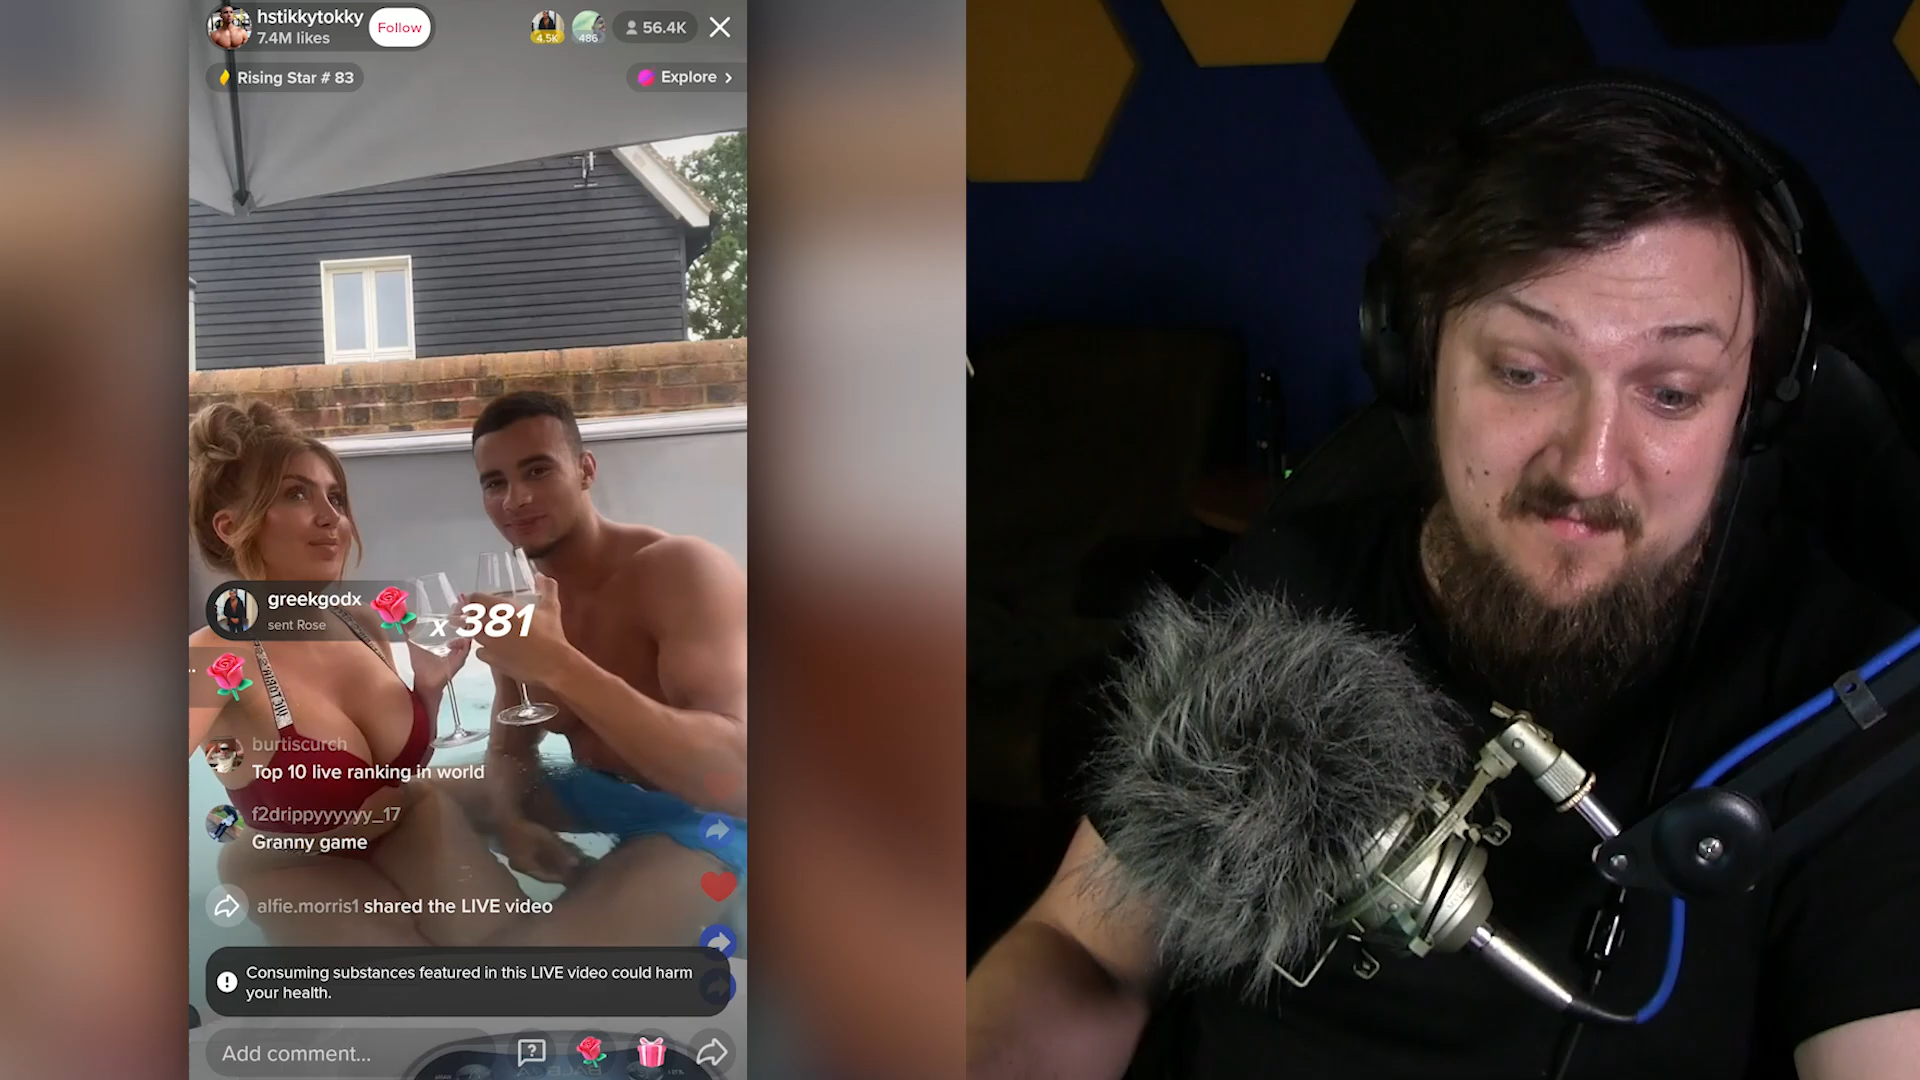 hstikkytokky
7.4M likes
Follow
4.5K
486
56.4K
Rising Star # 83
Explore
greekgodx
sent Rose
x 381
burtiscurch
Top 10 live ranking in world
f2drippyyyyyy_17
Granny game
alfie.morris1 shared the LIVE video
Consuming substances featured in this LIVE video could harm
your health.
Add comment...